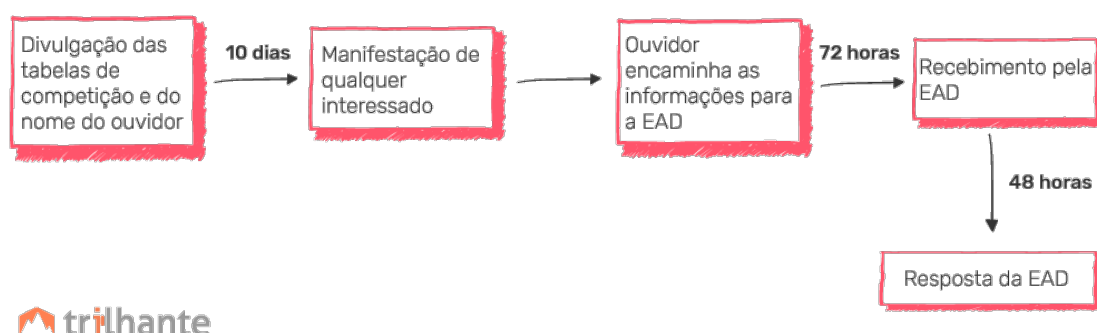 Divulgação das
tabelas de
competição e do
nome do ouvidor
10 dias
Manifestação de
qualquer
interessado
Ouvidor
encaminha as
informações para
a EAD
72 horas
Recebimento pela
EAD
48 horas
Resposta da EAD
trilhante